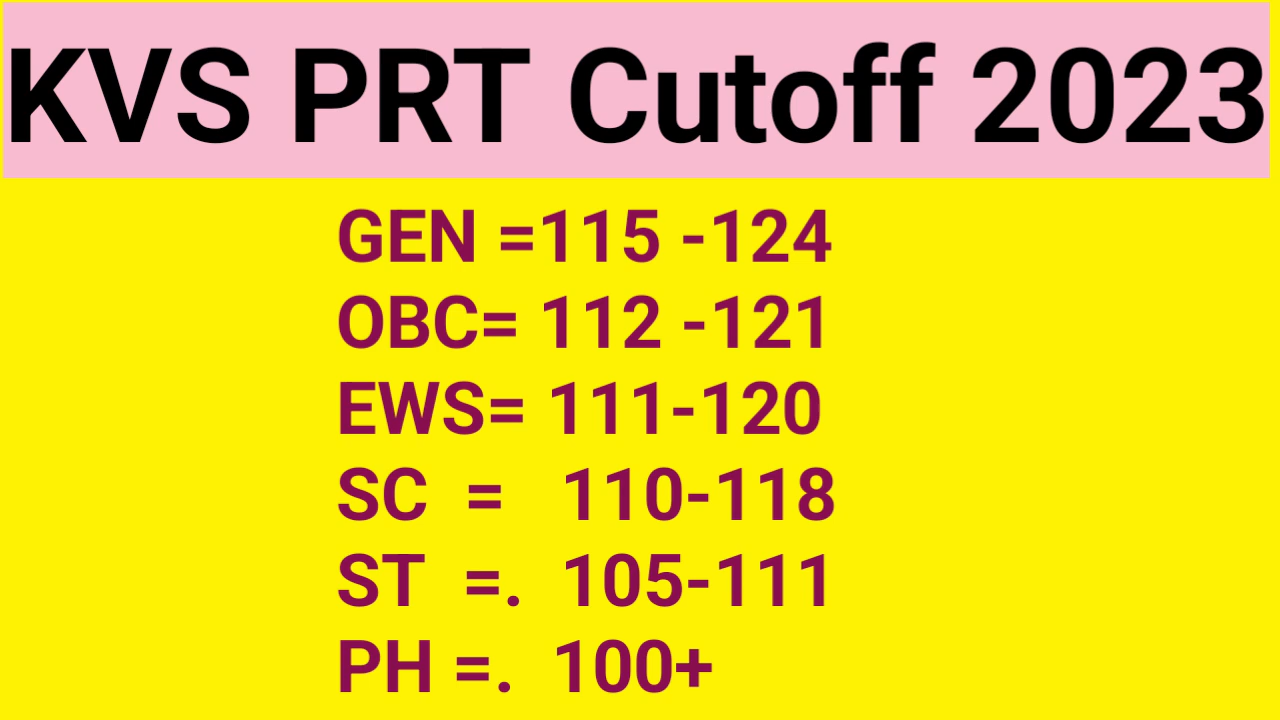 KVS PRT Cutoff 2023
GEN =115 -124
OBC= 112 -121
EWS= 111-120
SC = 110-118
ST =. 105-111
PH =. 100+